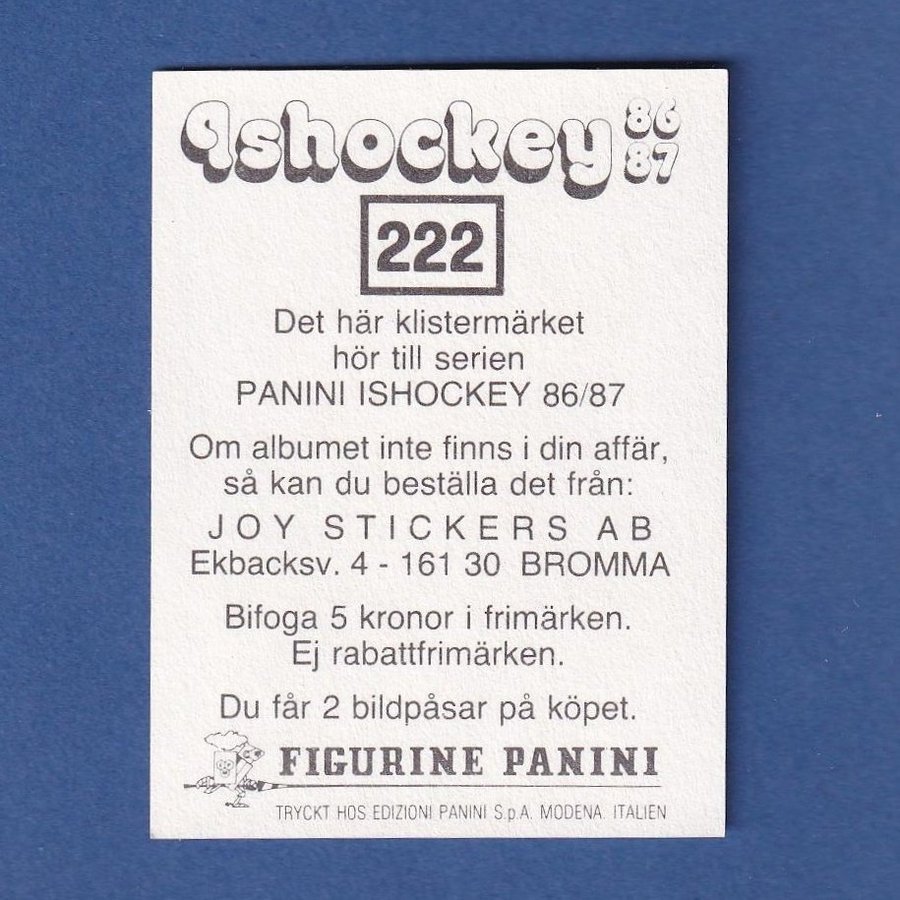 Ishockey 86
87
222
Det här klistermärket
hör till serien
PANINI ISHOCKEY 86/87
Om albumet inte finns i din affär,
så kan du beställa det från:
JOY STICKERS AB
Ekbacksv. 4 - 161 30 BROMMA
Bifoga 5 kronor i frimärken.
Ej rabattfrimärken.
Du får 2 bildpåsar på köpet.
FIGURINE PANINI
TRYCKT HOS EDIZIONI PANINI S.p.A. MODENA. ITALIEN